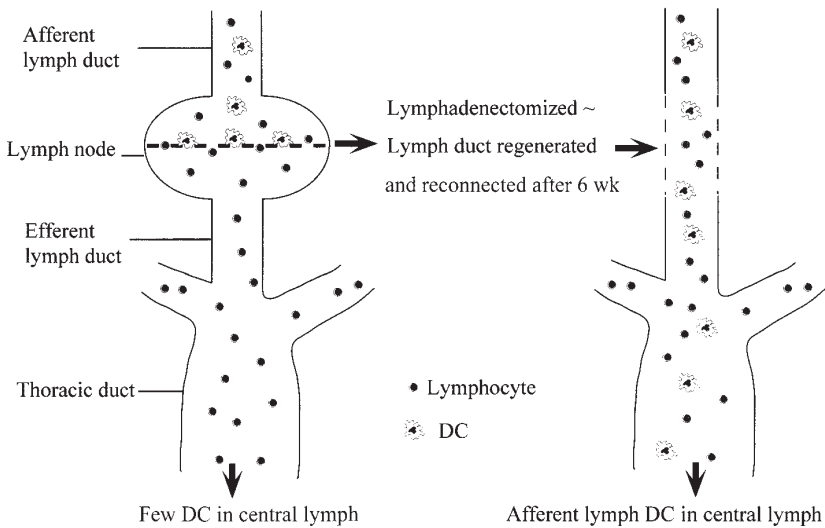 Afferent
lymph duct
Lymph node
Efferent
lymph duct
Thoracic duct
Lymphadenectomized ~
Lymph duct regenerated
and reconnected after 6 wk
Lymphocyte
DC
Few DC in central lymph
Afferent lymph DC in central lymph